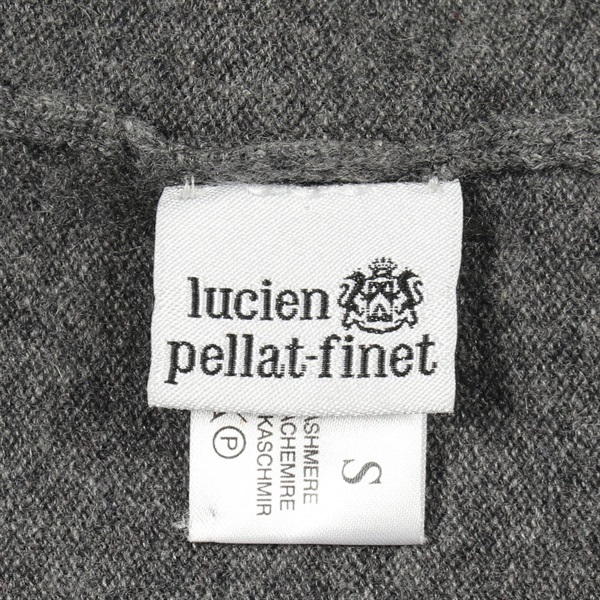 lucien
pellat-finet
S
ASHMERE
ACHEMIRE
KASCHMIR
P